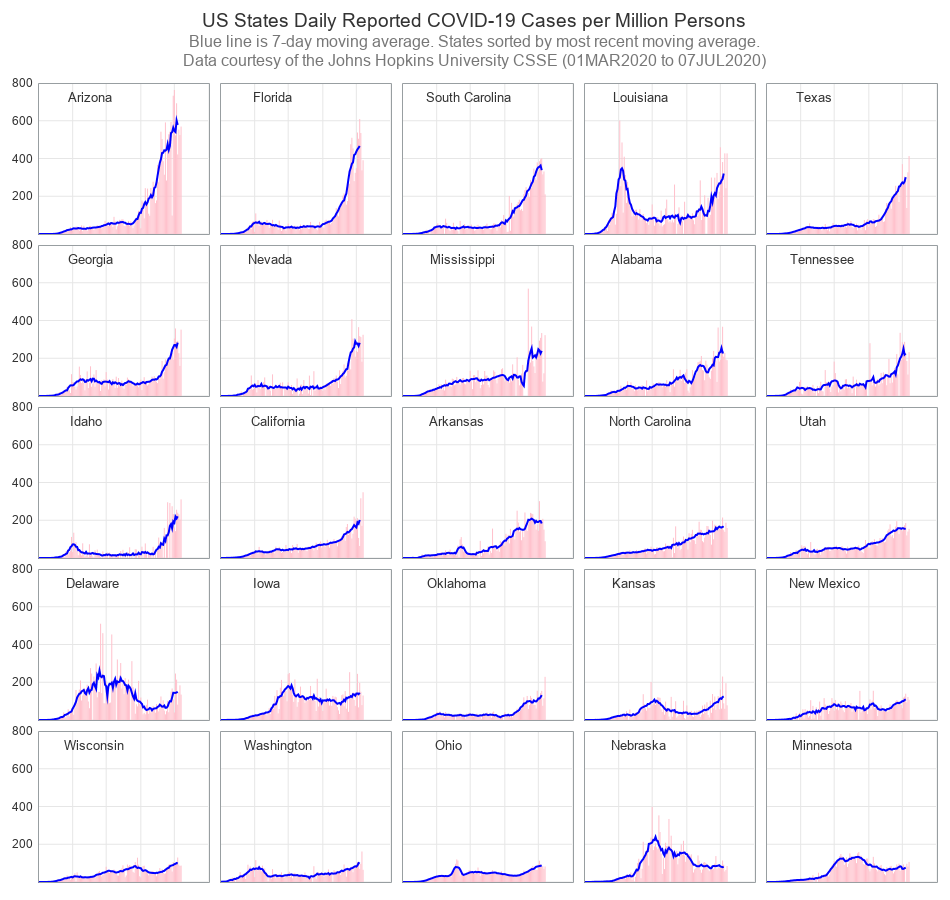 US States Daily Reported COVID-19 Cases per Million Persons
Blue line is 7-day moving average. States sorted by most recent moving average.
Data courtesy of the Johns Hopkins University CSSE (01MAR2020 to 07JUL2020)
800
Arizona Florida South Carolina Louisiana Texas
600
400
200
800
Georgia Nevada Mississippi Alabama Tennessee
600
400
200
800
Idaho California Arkansas North Carolina Utah
600
400
200
800
Delaware Iowa Oklahoma Kansas New Mexico
600
400
200
800
Wisconsin Washington Ohio Nebraska Minnesota
600
400
200